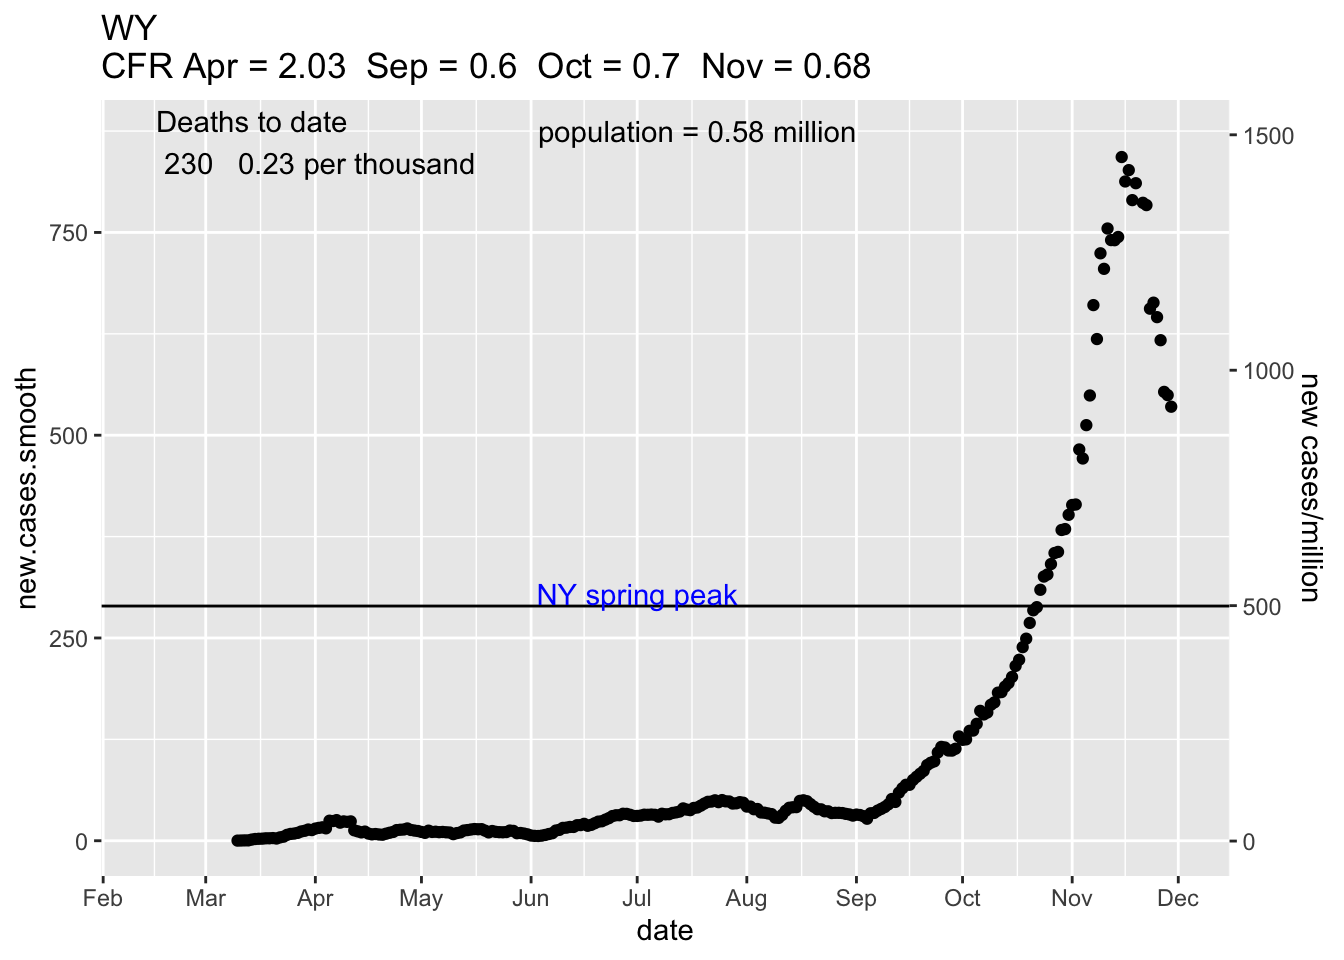 WY
CFR Apr = 2.03  Sep = 0.6  Oct = 0.7  Nov = 0.68
Deaths to date
230   0.23 per thousand
population = 0.58 million
NY spring peak
new.cases.smooth
750
500
250
0
new cases/million
1500
1000
500
0
Feb Mar Apr May Jun Jul Aug Sep Oct Nov Dec
date